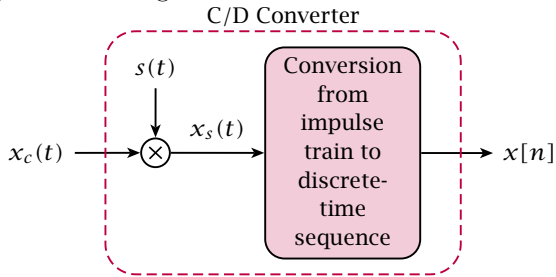 C/D Converter
s(t)
x_s(t)
x_c(t)
×
Conversion
from
impulse
train to
discrete-
time
sequence
x[n]